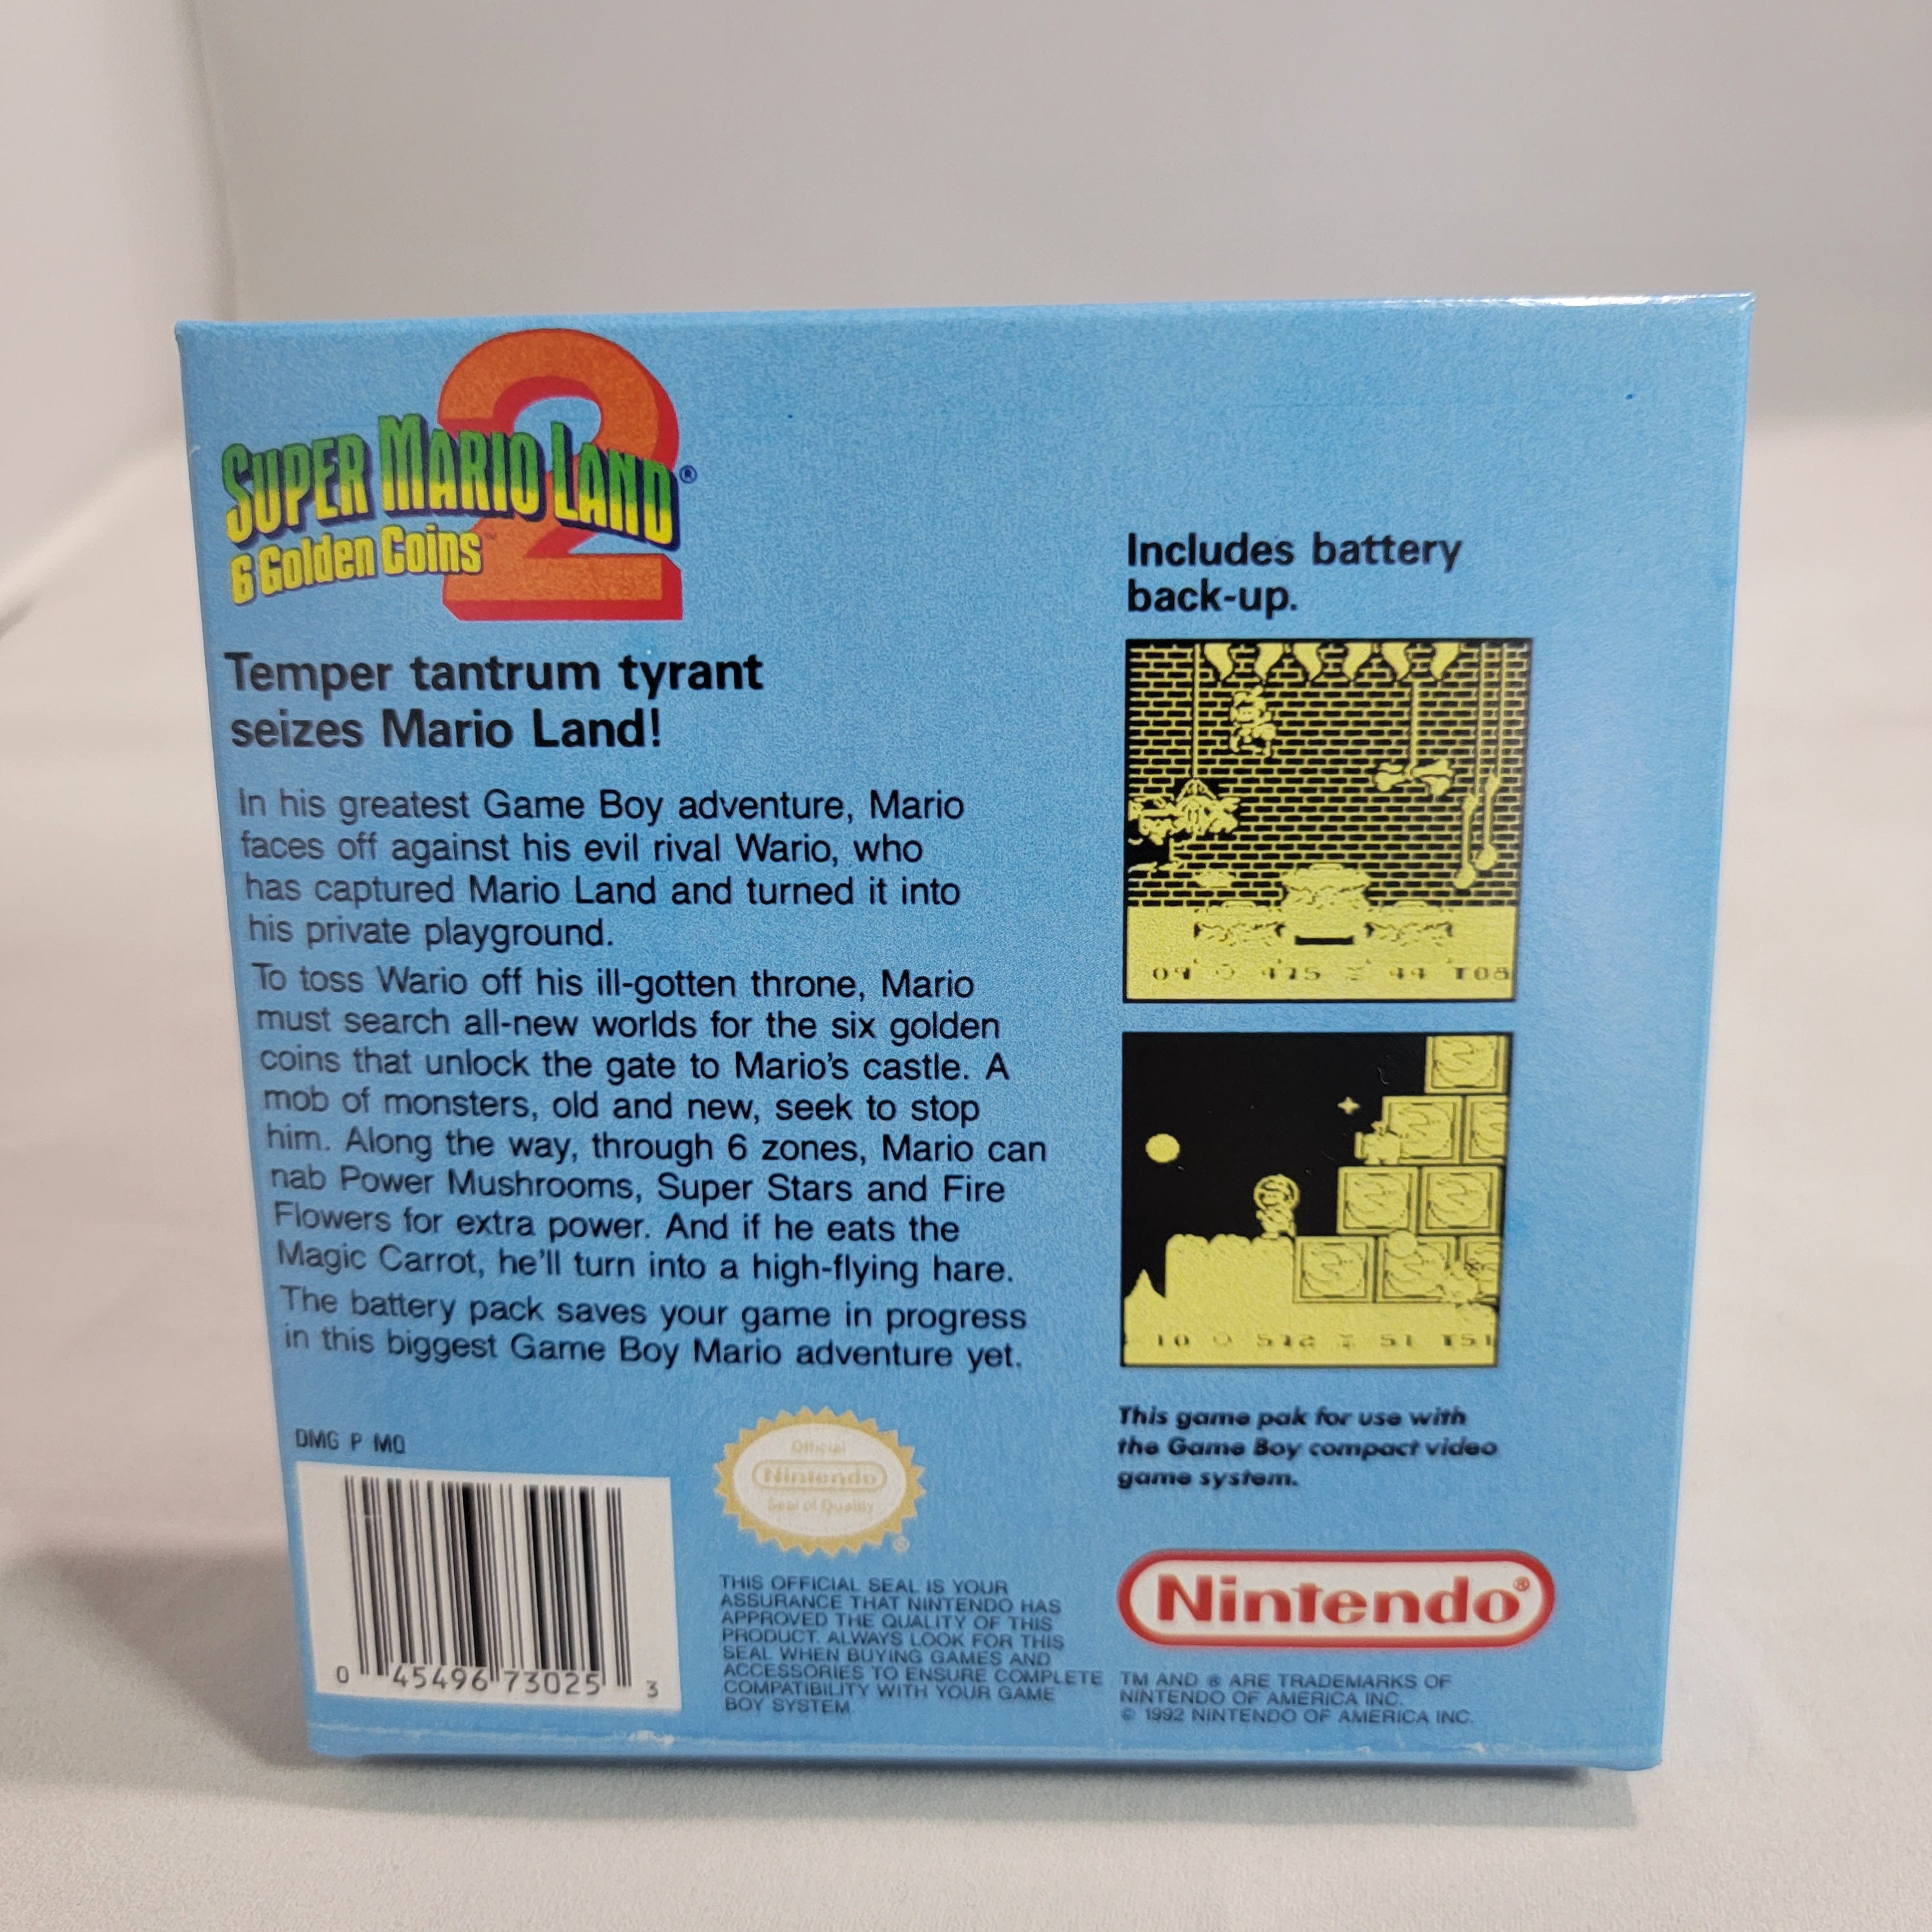 2
SUPER MARIO LAND®
6 Golden Coins™
Temper tantrum tyrant
seizes Mario Land!
In his greatest Game Boy adventure, Mario
faces off against his evil rival Wario, who
has captured Mario Land and turned it into
his private playground.
To toss Wario off his ill-gotten throne, Mario
must search all-new worlds for the six golden
coins that unlock the gate to Mario's castle. A
mob of monsters, old and new, seek to stop
him. Along the way, through 6 zones, Mario can
nab Power Mushrooms, Super Stars and Fire
Flowers for extra power. And if he eats the
Magic Carrot, he'll turn into a high-flying hare.
The battery pack saves your game in progress
in this biggest Game Boy Mario adventure yet.
DMG P MQ
0 45496 73025 3
Official
Nintendo
Seal of Quality
THIS OFFICIAL SEAL IS YOUR
ASSURANCE THAT NINTENDO HAS
APPROVED THE QUALITY OF THIS
PRODUCT. ALWAYS LOOK FOR THIS
SEAL WHEN BUYING GAMES AND
ACCESSORIES TO ENSURE COMPLETE
COMPATIBILITY WITH YOUR GAME
BOY SYSTEM.
Includes battery
back-up.
09 425 44 T08
10 512 51 T51
This game pak for use with
the Game Boy compact video
game system.
Nintendo®
TM AND ® ARE TRADEMARKS OF
NINTENDO OF AMERICA INC.
© 1992 NINTENDO OF AMERICA INC.